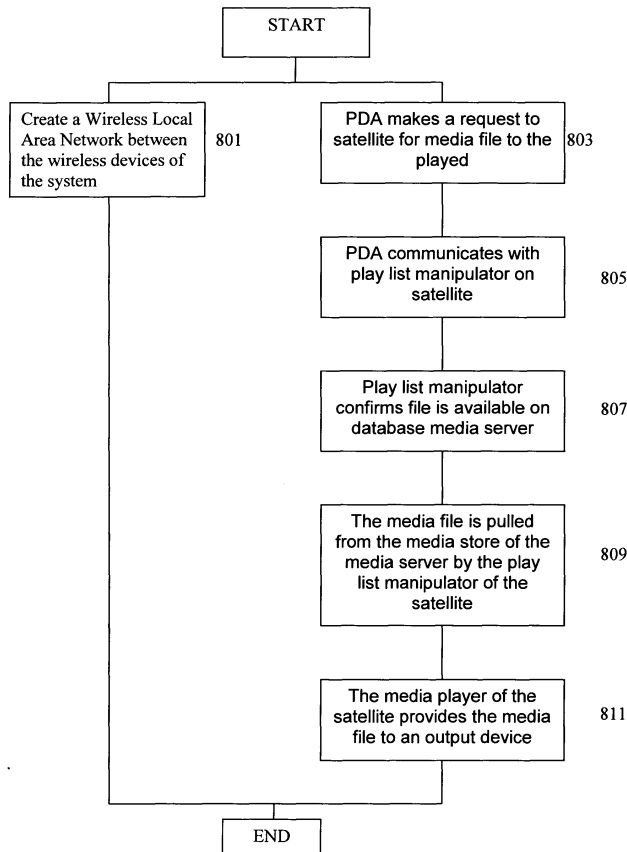 START
Create a Wireless Local
Area Network between
the wireless devices of
the system
801
PDA makes a request to
satellite for media file to the
played
803
PDA communicates with
play list manipulator on
satellite
805
Play list manipulator
confirms file is available on
database media server
807
The media file is pulled
from the media store of the
media server by the play
list manipulator of the
satellite
809
The media player of the
satellite provides the media
file to an output device
811
END